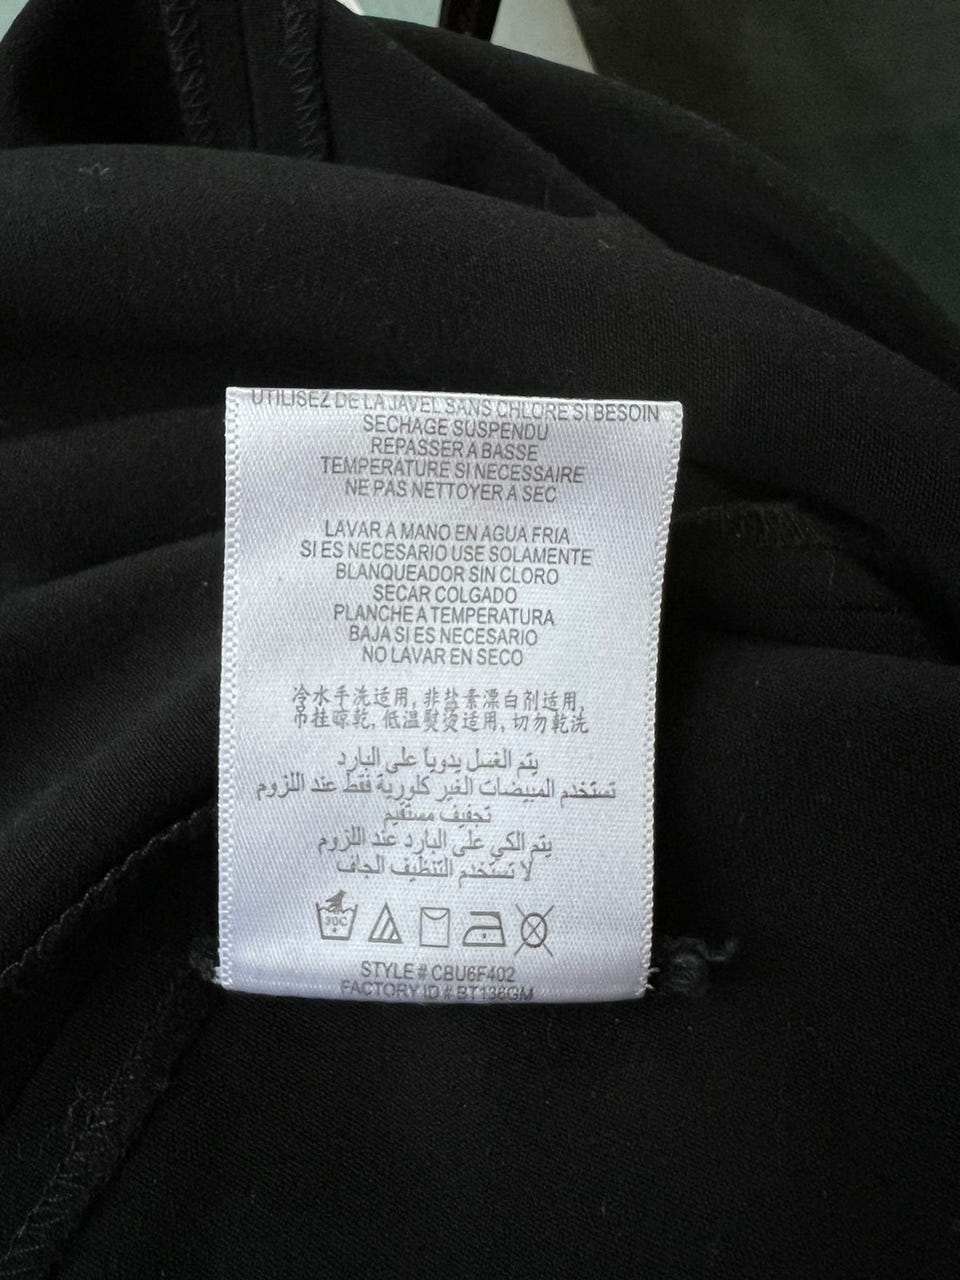 UTILISEZ DE LA JAVEL SANS CHLORE SI BESOIN
SECHAGE SUSPENDU
REPASSER A BASSE
TEMPERATURE SI NECESSAIRE
NE PAS NETTOYER A SEC
LAVAR A MANO EN AGUA FRIA
SI ES NECESARIO USE SOLAMENTE
BLANQUEADOR SIN CLORO
SECAR COLGADO
PLANCHE A TEMPERATURA
BAJA SI ES NECESARIO
NO LAVAR EN SECO
冷水手洗适用, 非盐素漂白剂适用,
吊挂晾乾, 低温熨烫适用, 切勿乾洗
يتم الغسل يدوياً على البارد
تستخدم المبيضات الغير كلورية فقط عند اللزوم
تجفيف مستقيم
يتم الكي على البارد عند اللزوم
لا تستخدم التنظيف الجاف
30C
STYLE # CBU6F402
FACTORY ID # BT136GM